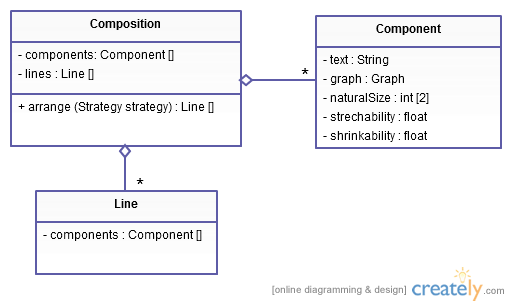 Composition
- components: Component []
- lines : Line []
+ arrange (Strategy strategy) : Line []
Component
- text : String
- graph : Graph
- naturalSize : int [2]
- strechability : float
- shrinkability : float
*
*
Line
- components : Component []
[online diagramming & design] creately.com